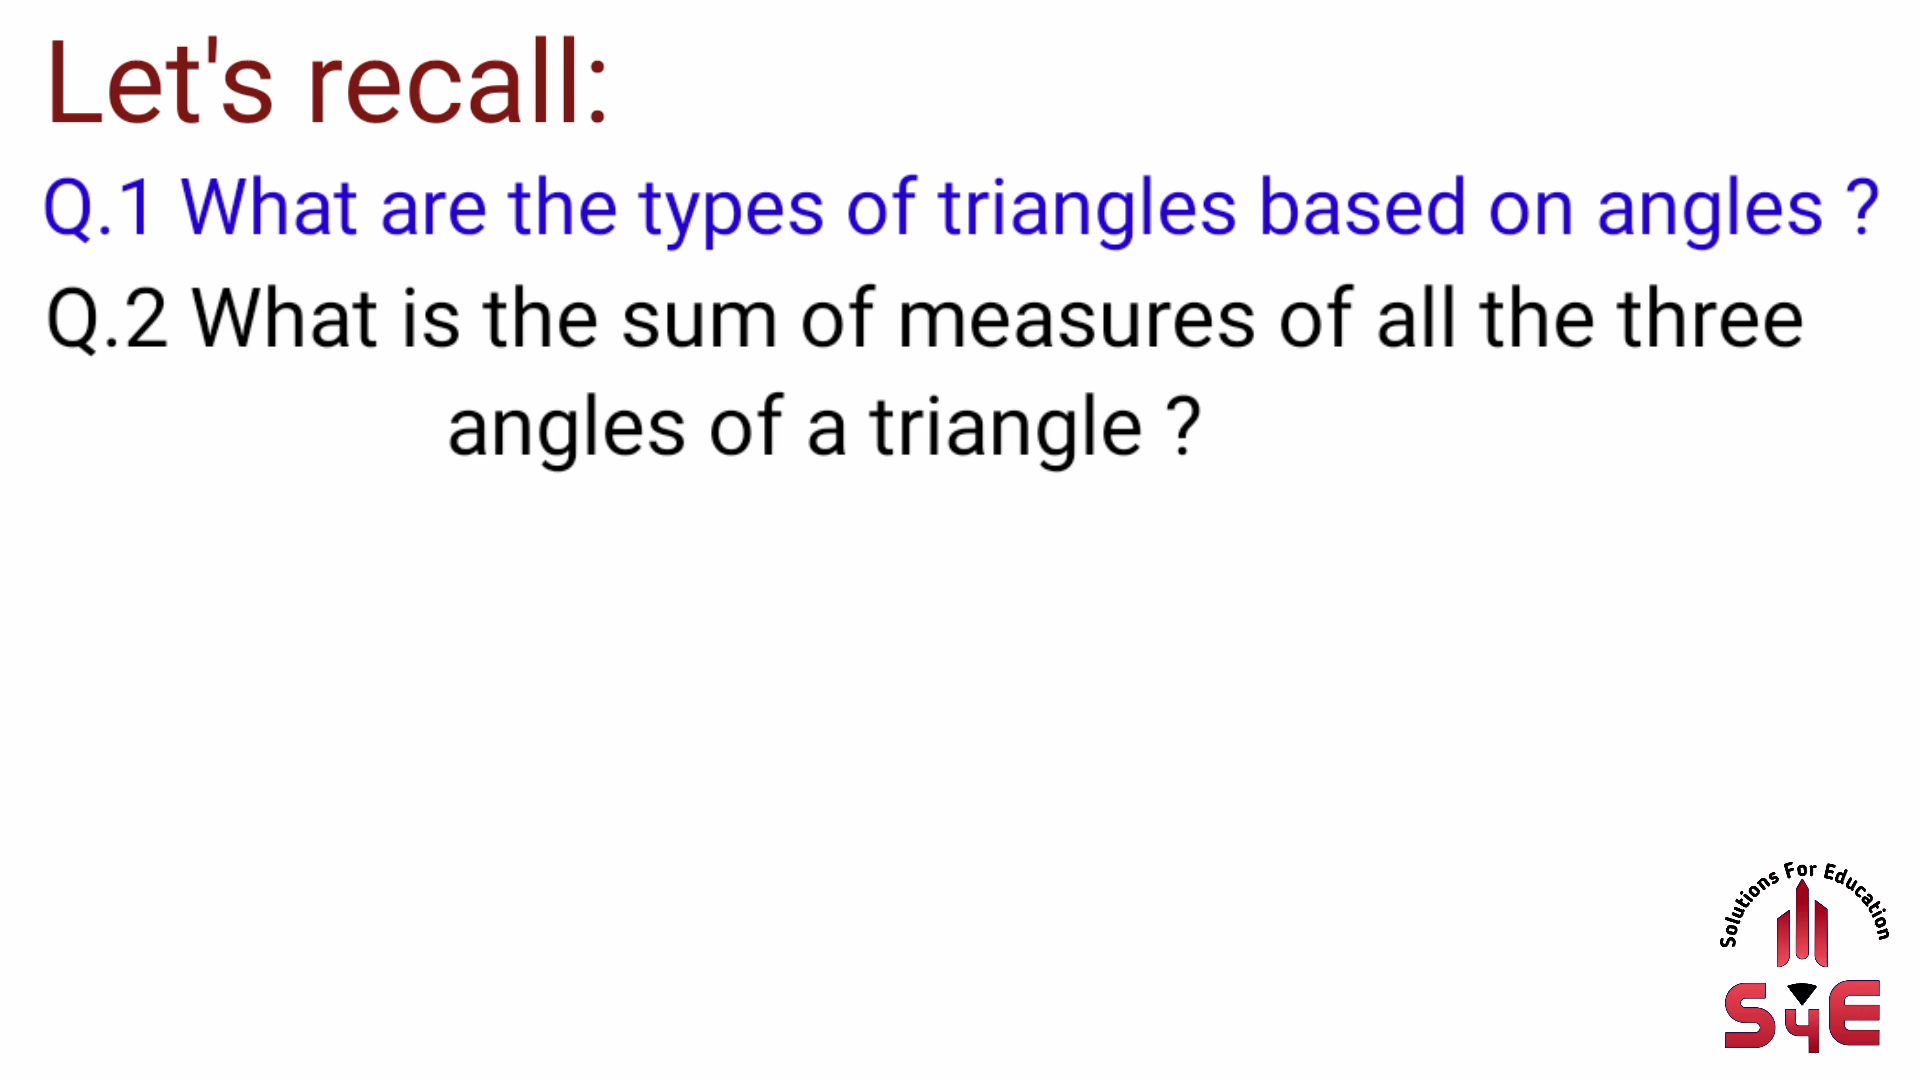 Let's recall:
Q.1 What are the types of triangles based on angles ?
Q.2 What is the sum of measures of all the three
angles of a triangle ?
Solutions For Education
S4E